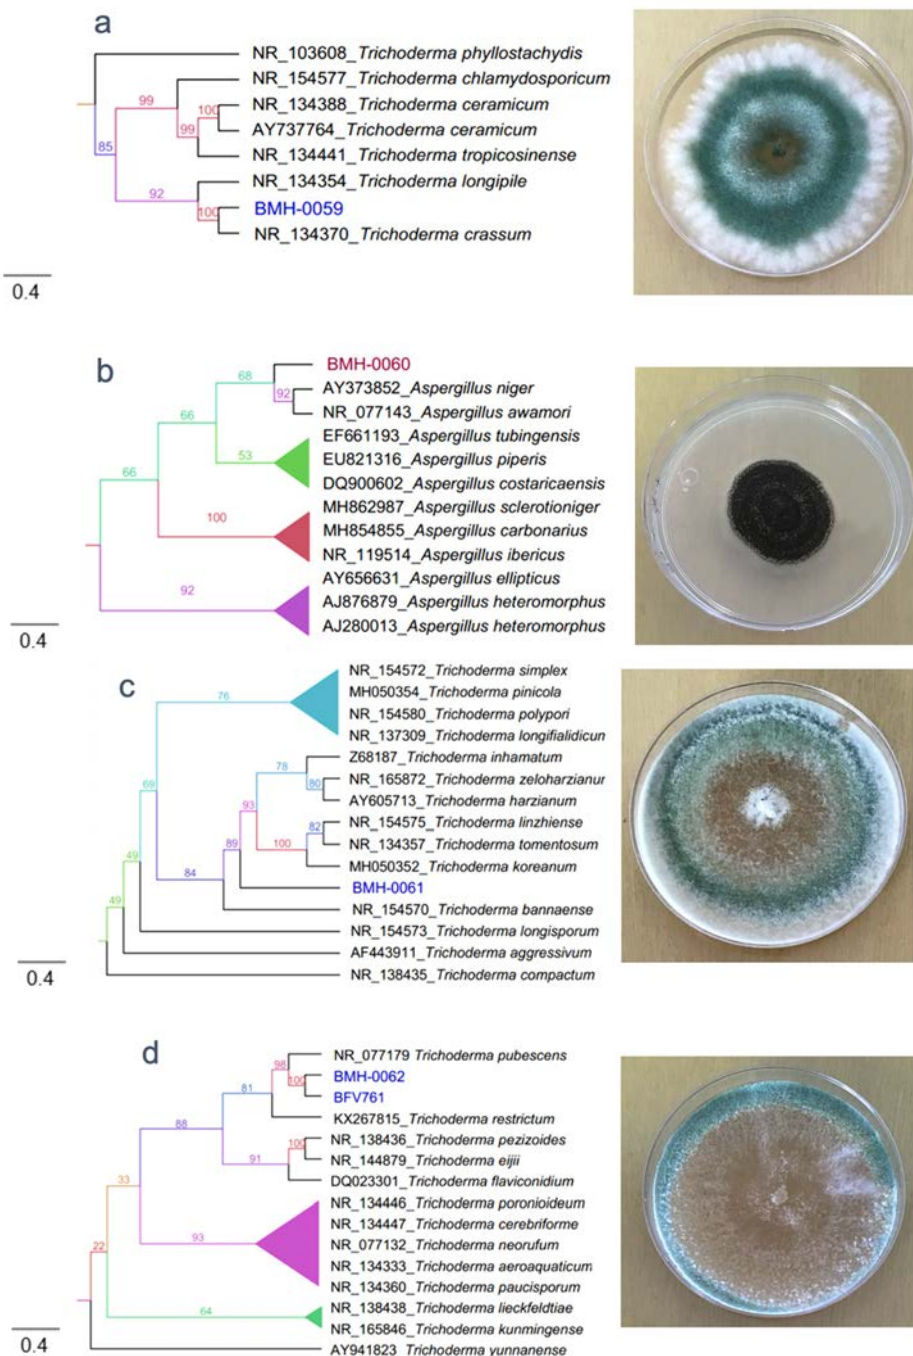 a
NR_103608_Trichoderma phyllostachydis
NR_154577_Trichoderma chlamydosporicum
99
NR_134388_Trichoderma ceramicum
100
AY737764_Trichoderma ceramicum
99
85
NR_134441_Trichoderma tropicosinense
NR_134354_Trichoderma longipile
92
BMH-0059
100
NR_134370_Trichoderma crassum
0.4
b
BMH-0060
68
AY373852_Aspergillus niger
92
NR_077143_Aspergillus awamori
66
EF661193_Aspergillus tubingensis
53
EU821316_Aspergillus piperis
66
DQ900602_Aspergillus costaricaensis
MH862987_Aspergillus sclerotioniger
100
MH854855_Aspergillus carbonarius
NR_119514_Aspergillus ibericus
AY656631_Aspergillus ellipticus
92
AJ876879_Aspergillus heteromorphus
AJ280013_Aspergillus heteromorphus
0.4
c
NR_154572_Trichoderma simplex
76
MH050354_Trichoderma pinicola
NR_154580_Trichoderma polypori
NR_137309_Trichoderma longifialidicun
Z68187_Trichoderma inhamatum
78
69
NR_165872_Trichoderma zeloharzianur
80
AY605713_Trichoderma harzianum
93
NR_154575_Trichoderma linzhiense
82
NR_134357_Trichoderma tomentosum
89
100
MH050352_Trichoderma koreanum
49
84
BMH-0061
NR_154570_Trichoderma bannaense
49
NR_154573_Trichoderma longisporum
AF443911_Trichoderma aggressivum
0.4
NR_138435_Trichoderma compactum
d
NR_077179 Trichoderma pubescens
98
BMH-0062
100
81
BFV761
KX267815_Trichoderma restrictum
88
NR_138436_Trichoderma pezizoides
100
NR_144879_Trichoderma eijii
91
DQ023301_Trichoderma flaviconidium
33
NR_134446_Trichoderma poronioideum
NR_134447_Trichoderma cerebriforme
93
NR_077132_Trichoderma neorufum
22
NR_134333_Trichoderma aeroaquaticum
NR_134360_Trichoderma paucisporum
64
NR_138438_Trichoderma lieckfeldtiae
NR_165846_Trichoderma kunmingense
0.4
AY941823_Trichoderma yunnanense